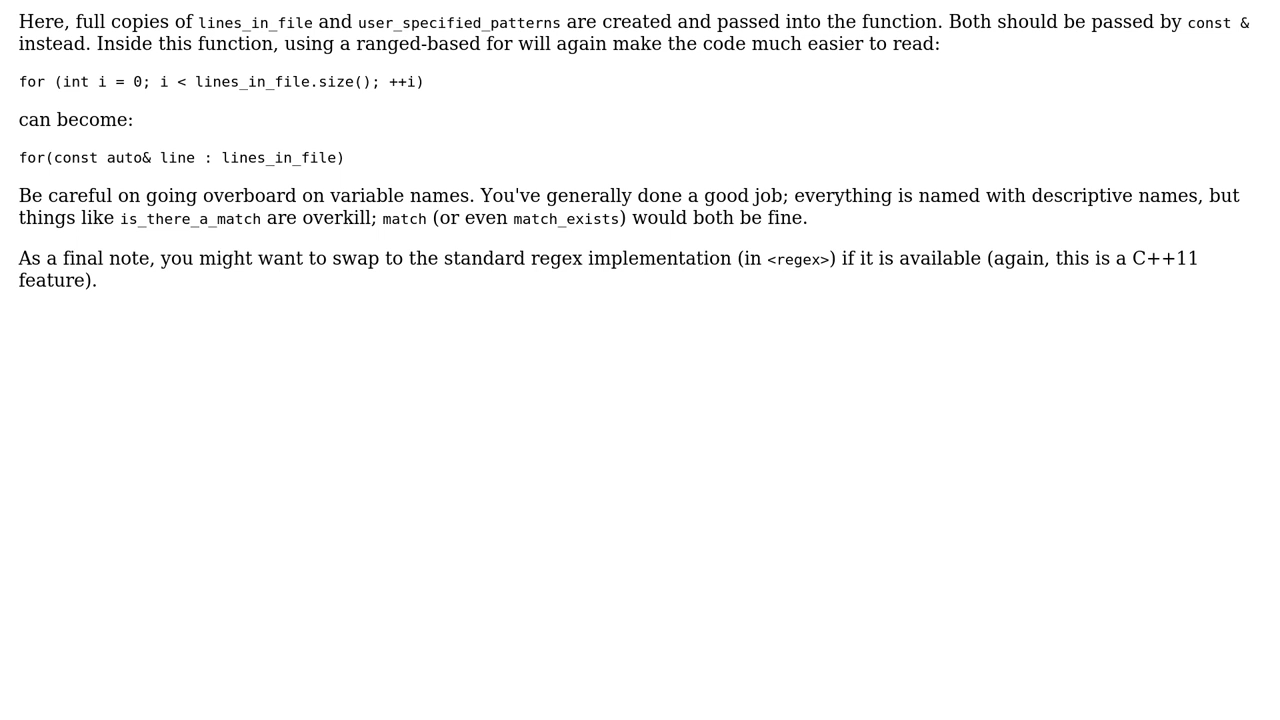 Here, full copies of lines_in_file and user_specified_patterns are created and passed into the function. Both should be passed by const &
instead. Inside this function, using a ranged-based for will again make the code much easier to read:
for (int i = 0; i < lines_in_file.size(); ++i)
can become:
for(const auto& line : lines_in_file)
Be careful on going overboard on variable names. You've generally done a good job; everything is named with descriptive names, but
things like is_there_a_match are overkill; match (or even match_exists) would both be fine.
As a final note, you might want to swap to the standard regex implementation (in <regex>) if it is available (again, this is a C++11
feature).